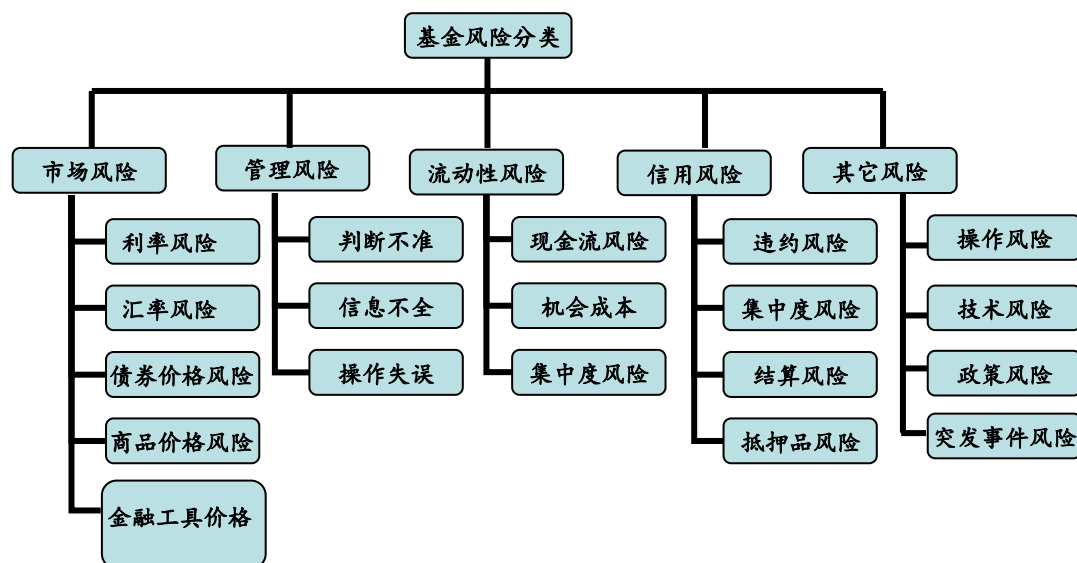 基金风险分类
市场风险
管理风险
流动性风险
信用风险
其它风险
利率风险
汇率风险
债券价格风险
商品价格风险
金融工具价格
判断不准
信息不全
操作失误
现金流风险
机会成本
集中度风险
违约风险
集中度风险
结算风险
抵押品风险
操作风险
技术风险
政策风险
突发事件风险